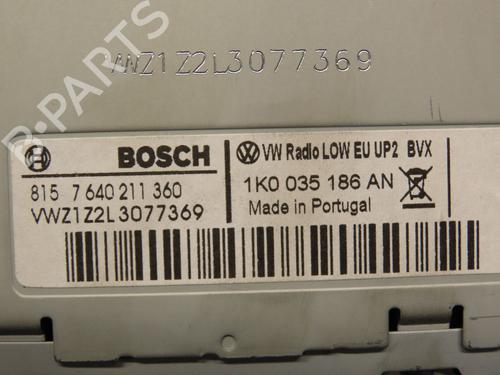 VWZ1Z2L3077369
B-PARTS
BOSCH
VW Radio LOW EU UP2 BVX
815 7 640 211 360
1K0 035 186 AN
VWZ1Z2L3077369
Made in Portugal